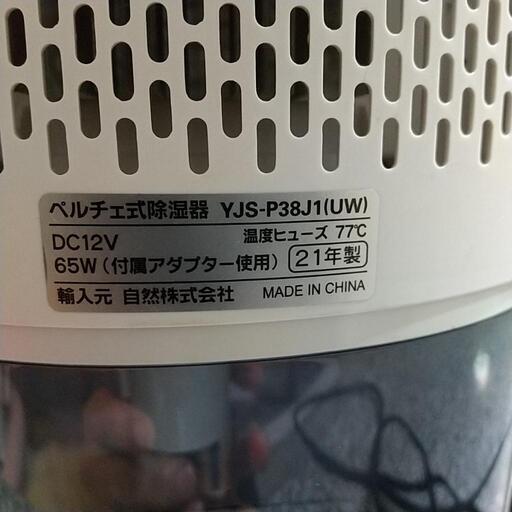 ペルチェ式除湿器 YJS-P38J1(UW)
DC12V 温度ヒューズ 77℃
65W(付属アダプター使用) 21年製
輸入元 自然株式会社 MADE IN CHINA